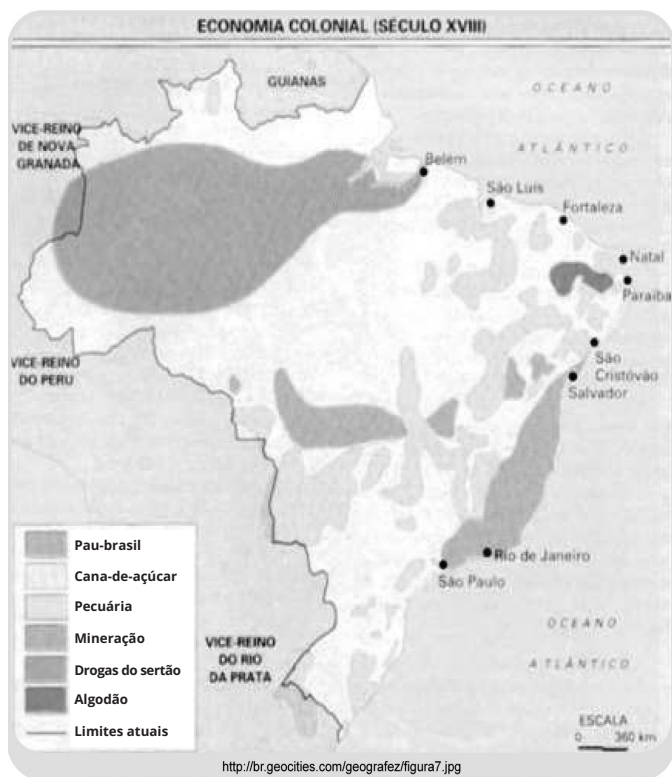 ECONOMIA COLONIAL (SÉCULO XVIII)
GUIANAS
OCEANO
ATLÂNTICO
VICE-REINO
DE NOVA
GRANADA
Belém
São Luís
Fortaleza
Natal
Paraíba
São
Cristóvão
Salvador
VICE-REINO
DO PERU
Rio de Janeiro
São Paulo
Pau-brasil
Cana-de-açúcar
Pecuária
Mineração
Drogas do sertão
Algodão
Limites atuais
VICE-REINO
DO RIO
DA PRATA
OCEANO
ATLÂNTICO
ESCALA
0 360 km
http://br.geocities.com/geografez/figura7.jpg